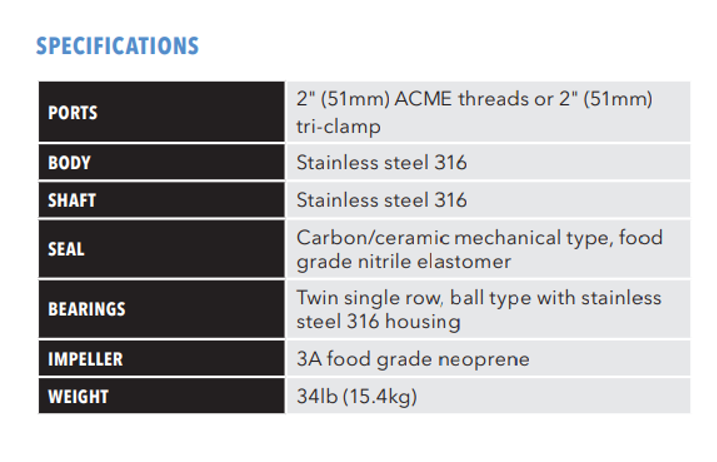 SPECIFICATIONS
PORTS
2" (51mm) ACME threads or 2" (51mm)
tri-clamp
BODY
Stainless steel 316
SHAFT
Stainless steel 316
SEAL
Carbon/ceramic mechanical type, food
grade nitrile elastomer
BEARINGS
Twin single row, ball type with stainless
steel 316 housing
IMPELLER
3A food grade neoprene
WEIGHT
34lb (15.4kg)